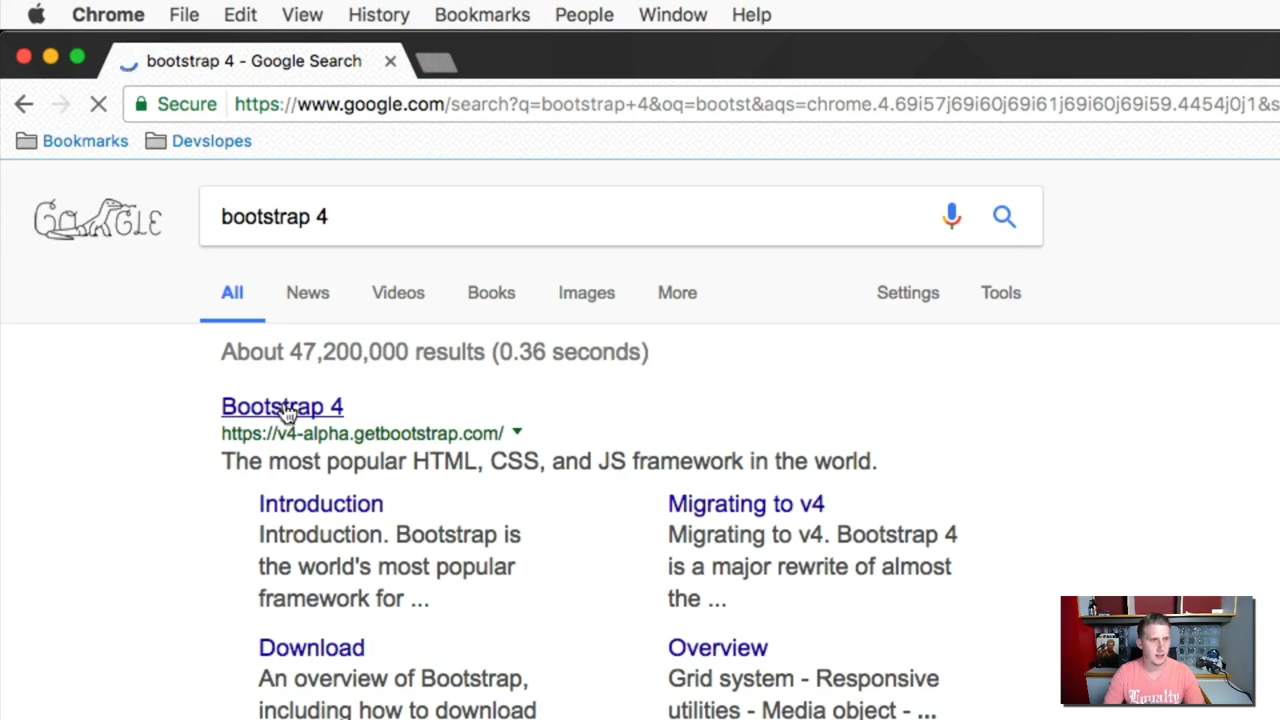 Chrome File Edit View History Bookmarks People Window Help
bootstrap 4 - Google Search
Secure https://www.google.com/search?q=bootstrap+4&oq=bootst&aqs=chrome.4.69i57j69i60j69i61j69i60j69i59.4454j0j1&s
Bookmarks Devslopes
Google bootstrap 4
All News Videos Books Images More Settings Tools
About 47,200,000 results (0.36 seconds)
Bootstrap 4
https://v4-alpha.getbootstrap.com/
The most popular HTML, CSS, and JS framework in the world.
Introduction
Introduction. Bootstrap is
the world's most popular
framework for ...
Migrating to v4
Migrating to v4. Bootstrap 4
is a major rewrite of almost
the ...
Download
An overview of Bootstrap,
including how to download
Overview
Grid system - Responsive
utilities - Media object - ...
Loyalty